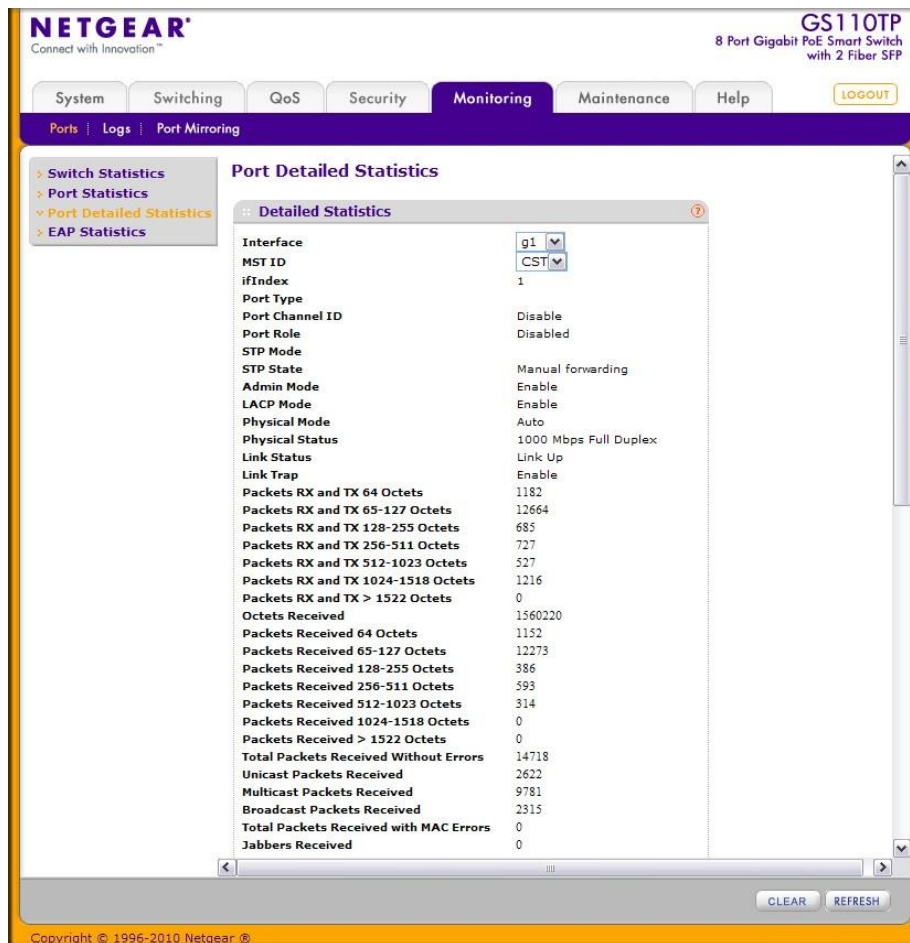 NETGEAR®
Connect with Innovation™
GS110TP
8 Port Gigabit PoE Smart Switch
with 2 Fiber SFP
System Switching QoS Security Monitoring Maintenance Help LOGOUT
Ports Logs Port Mirroring
Switch Statistics
Port Statistics
Port Detailed Statistics
EAP Statistics
Port Detailed Statistics
Detailed Statistics ?
Interface g1
MST ID CST
ifIndex 1
Port Type
Port Channel ID Disable
Port Role Disabled
STP Mode
STP State Manual forwarding
Admin Mode Enable
LACP Mode Enable
Physical Mode Auto
Physical Status 1000 Mbps Full Duplex
Link Status Link Up
Link Trap Enable
Packets RX and TX 64 Octets 1182
Packets RX and TX 65-127 Octets 12664
Packets RX and TX 128-255 Octets 685
Packets RX and TX 256-511 Octets 727
Packets RX and TX 512-1023 Octets 527
Packets RX and TX 1024-1518 Octets 1216
Packets RX and TX > 1522 Octets 0
Octets Received 1560220
Packets Received 64 Octets 1152
Packets Received 65-127 Octets 12273
Packets Received 128-255 Octets 386
Packets Received 256-511 Octets 593
Packets Received 512-1023 Octets 314
Packets Received 1024-1518 Octets 0
Packets Received > 1522 Octets 0
Total Packets Received Without Errors 14718
Unicast Packets Received 2622
Multicast Packets Received 9781
Broadcast Packets Received 2315
Total Packets Received with MAC Errors 0
Jabbers Received 0
CLEAR REFRESH
Copyright © 1996-2010 Netgear ®